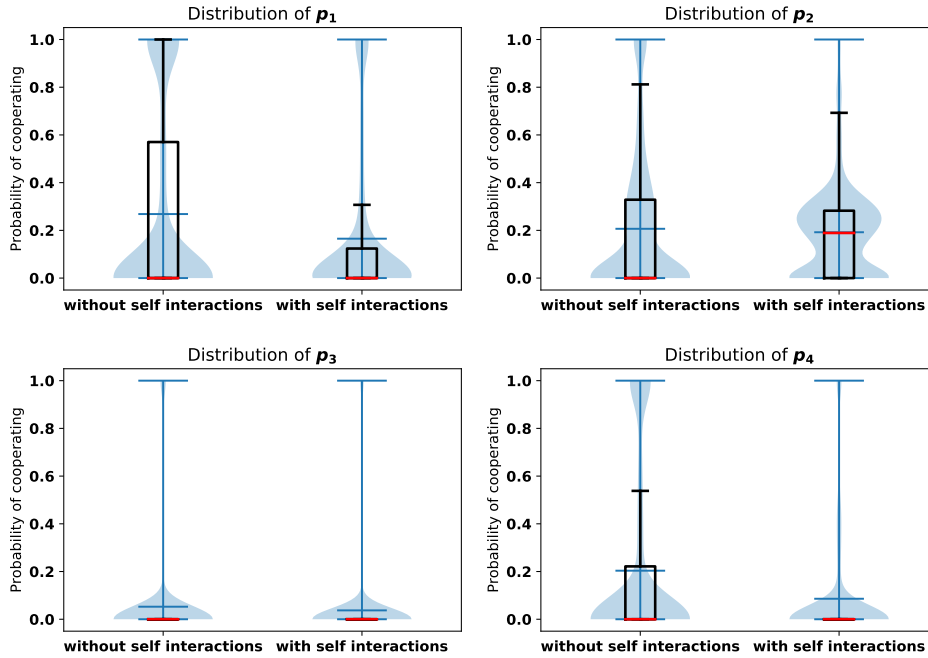 Distribution of p1
Probability of cooperating
1.0
0.8
0.6
0.4
0.2
0.0
without self interactions with self interactions
Distribution of p2
Probability of cooperating
1.0
0.8
0.6
0.4
0.2
0.0
without self interactions with self interactions
Distribution of p3
Probability of cooperating
1.0
0.8
0.6
0.4
0.2
0.0
without self interactions with self interactions
Distribution of p4
Probability of cooperating
1.0
0.8
0.6
0.4
0.2
0.0
without self interactions with self interactions